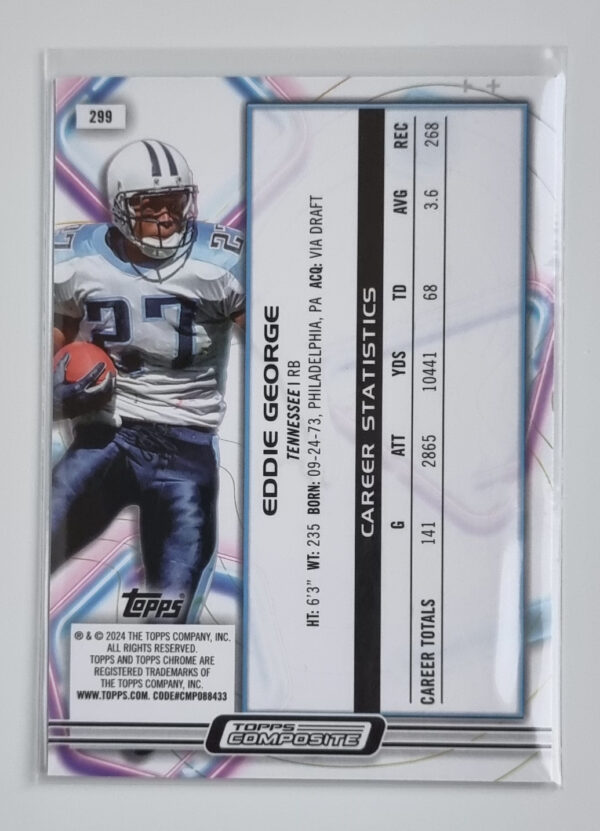 299
27
27
EDDIE GEORGE
TENNESSEE | RB
HT: 6'3" WT: 235 BORN: 09-24-73, PHILADELPHIA, PA ACQ: VIA DRAFT
CAREER STATISTICS
G ATT YDS TD AVG REC
CAREER TOTALS 141 2865 10441 68 3.6 268
TOPPS
® & © 2024 THE TOPPS COMPANY, INC.
ALL RIGHTS RESERVED.
TOPPS AND TOPPS CHROME ARE
REGISTERED TRADEMARKS OF
THE TOPPS COMPANY, INC.
WWW.TOPPS.COM. CODE#CMP088433
TOPPS
COMPOSITE